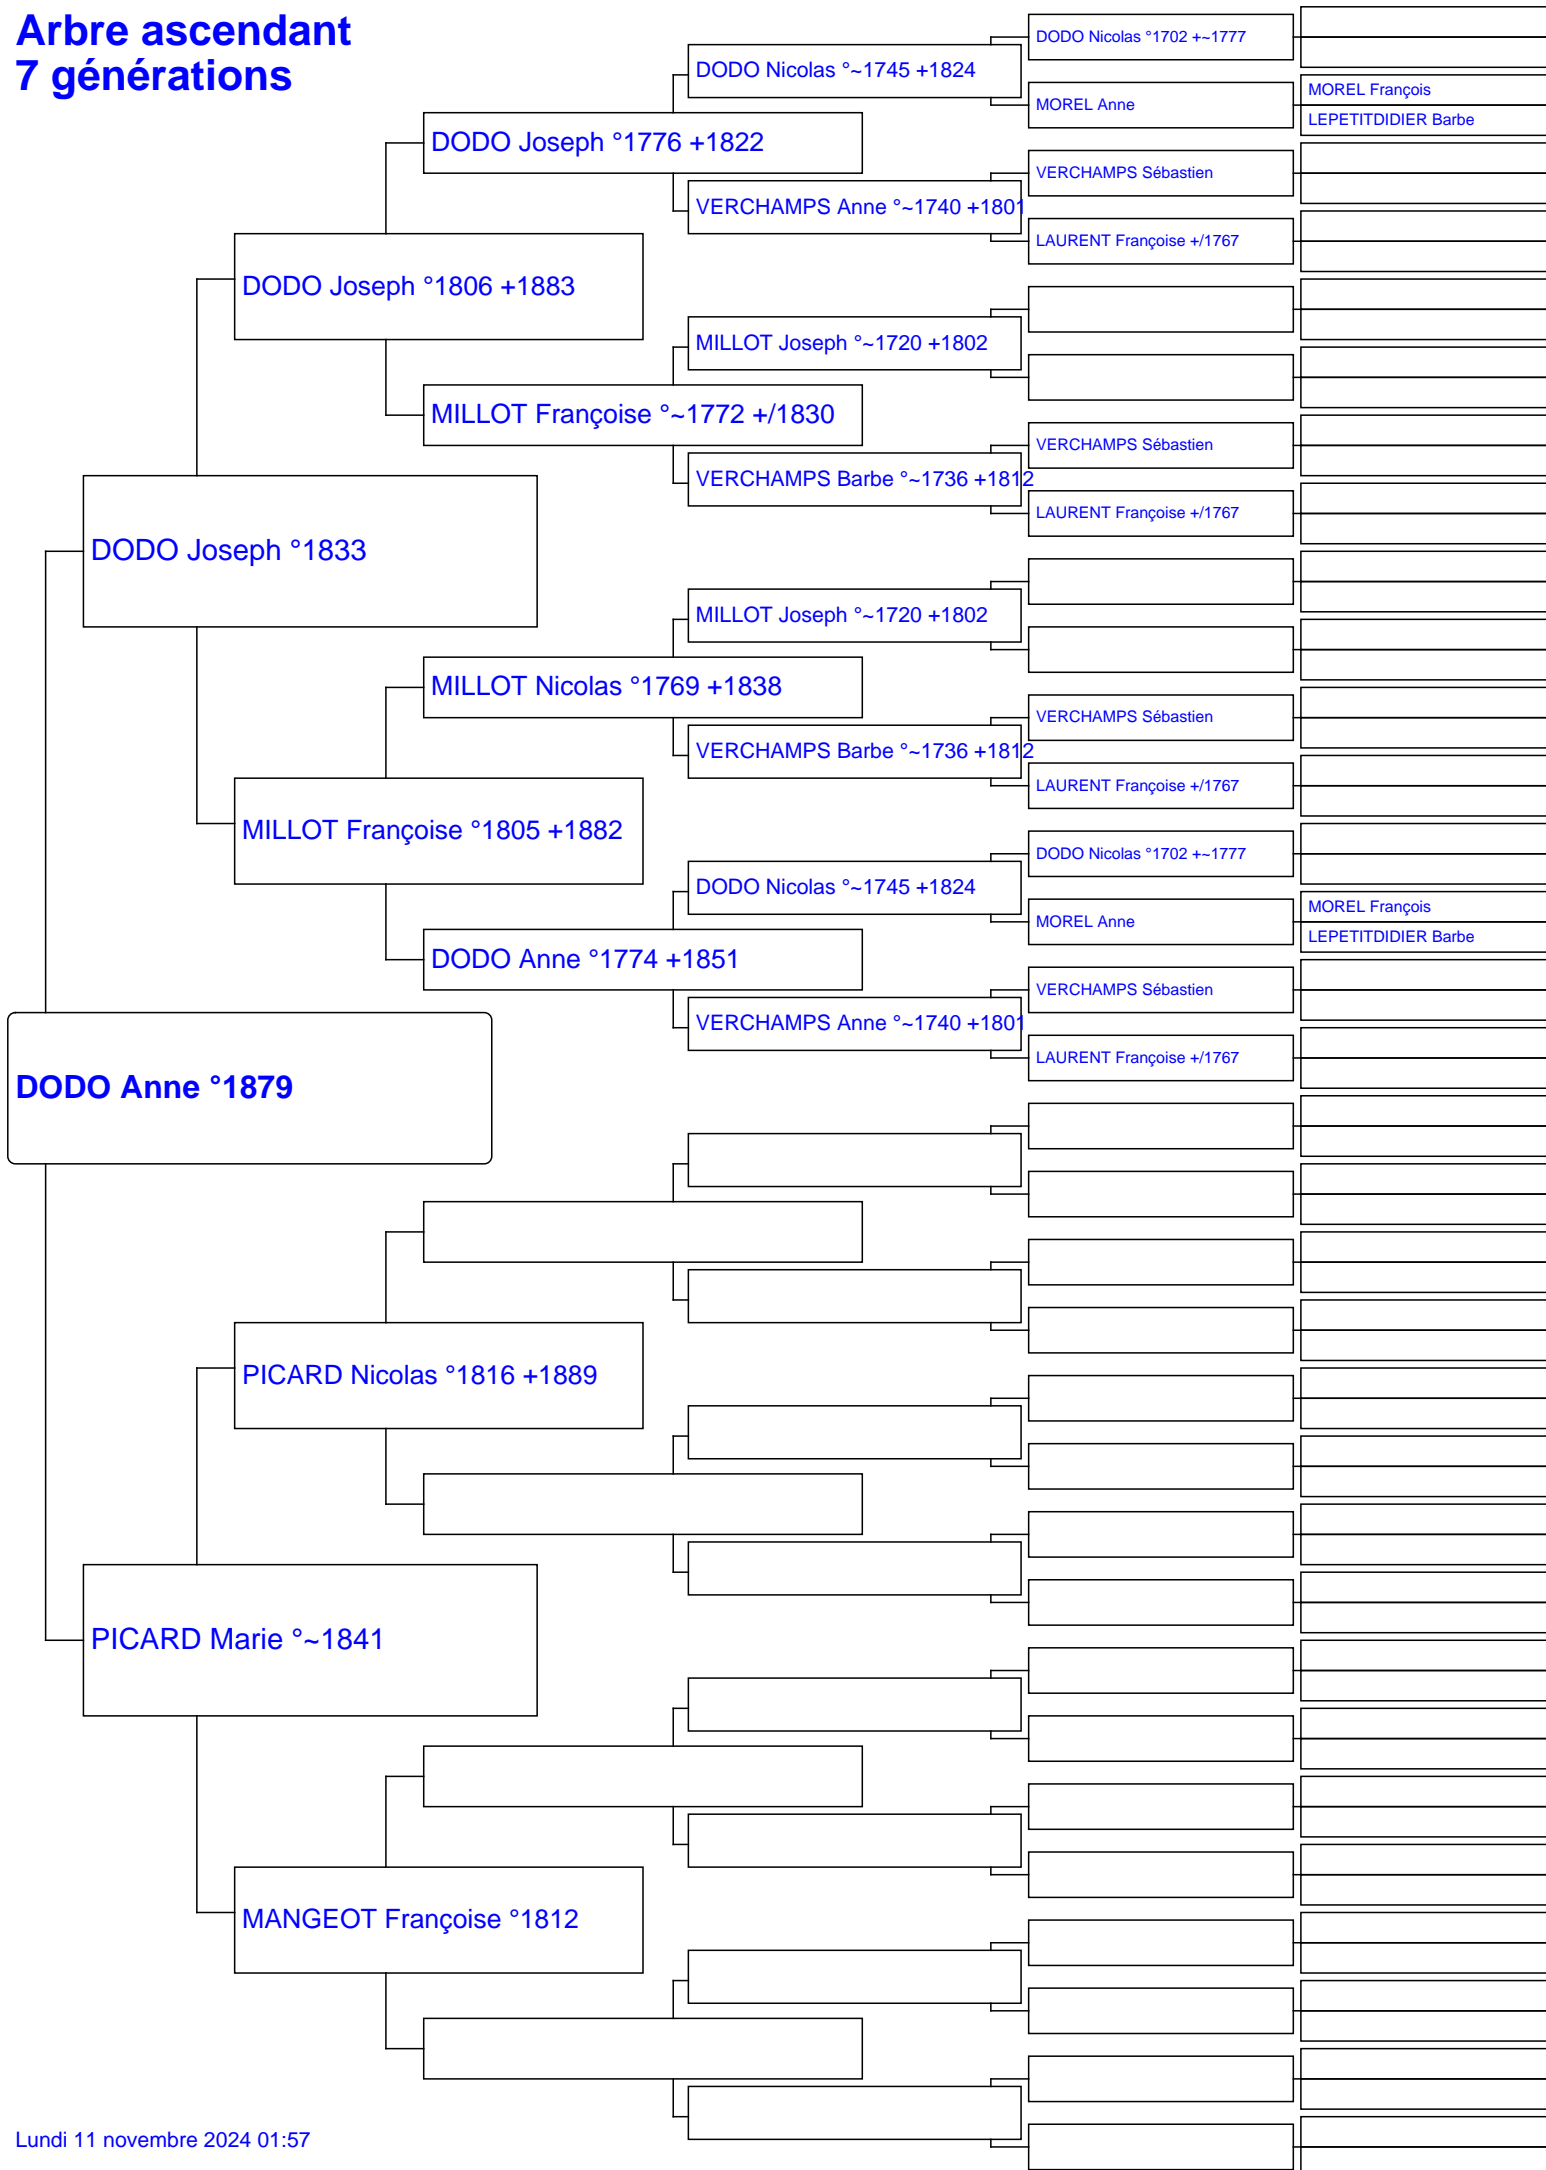 Arbre ascendant
7 générations
DODO Nicolas °1702 +~1777
DODO Nicolas °~1745 +1824
MOREL François
MOREL Anne
LEPETITDIDIER Barbe
DODO Joseph °1776 +1822
VERCHAMPS Sébastien
VERCHAMPS Anne °~1740 +1801
LAURENT Françoise +/1767
DODO Joseph °1806 +1883
MILLOT Joseph °~1720 +1802
MILLOT Françoise °~1772 +/1830
VERCHAMPS Sébastien
VERCHAMPS Barbe °~1736 +1812
LAURENT Françoise +/1767
DODO Joseph °1833
MILLOT Joseph °~1720 +1802
MILLOT Nicolas °1769 +1838
VERCHAMPS Sébastien
VERCHAMPS Barbe °~1736 +1812
LAURENT Françoise +/1767
MILLOT Françoise °1805 +1882
DODO Nicolas °1702 +~1777
DODO Nicolas °~1745 +1824
MOREL François
MOREL Anne
LEPETITDIDIER Barbe
DODO Anne °1774 +1851
VERCHAMPS Sébastien
VERCHAMPS Anne °~1740 +1801
LAURENT Françoise +/1767
DODO Anne °1879
PICARD Nicolas °1816 +1889
PICARD Marie °~1841
MANGEOT Françoise °1812
Lundi 11 novembre 2024 01:57